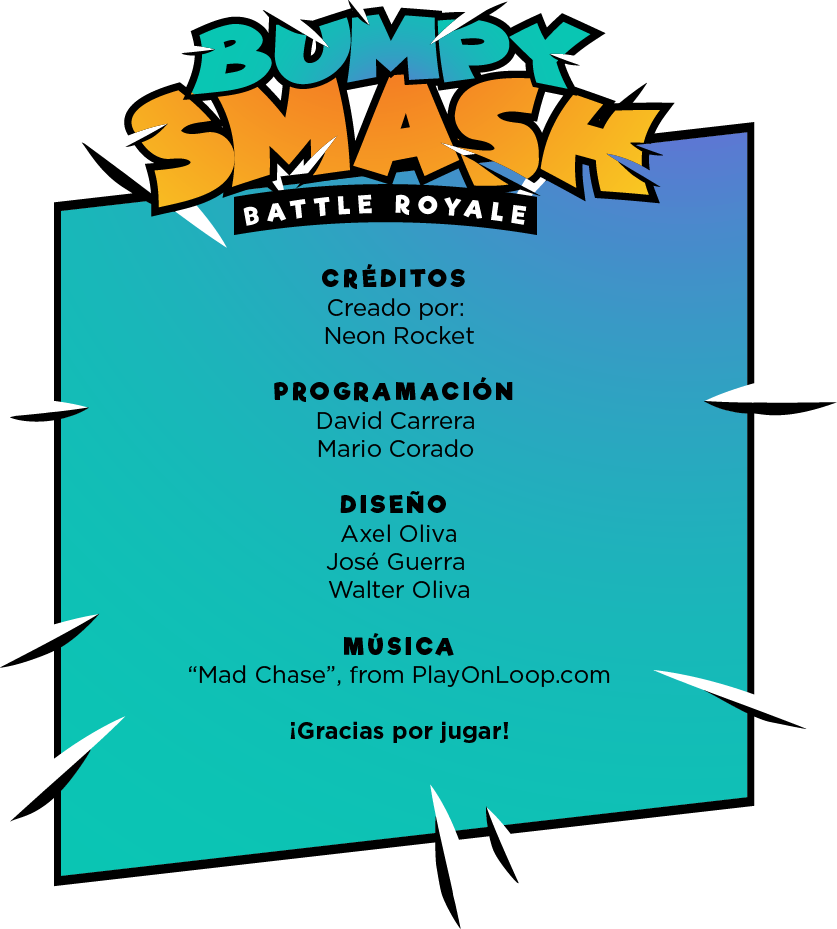 BUMPY
SMASH
BATTLE ROYALE
CRÉDITOS
Creado por:
Neon Rocket
PROGRAMACIÓN
David Carrera
Mario Corado
DISEÑO
Axel Oliva
José Guerra
Walter Oliva
MÚSICA
“Mad Chase”, from PlayOnLoop.com
¡Gracias por jugar!